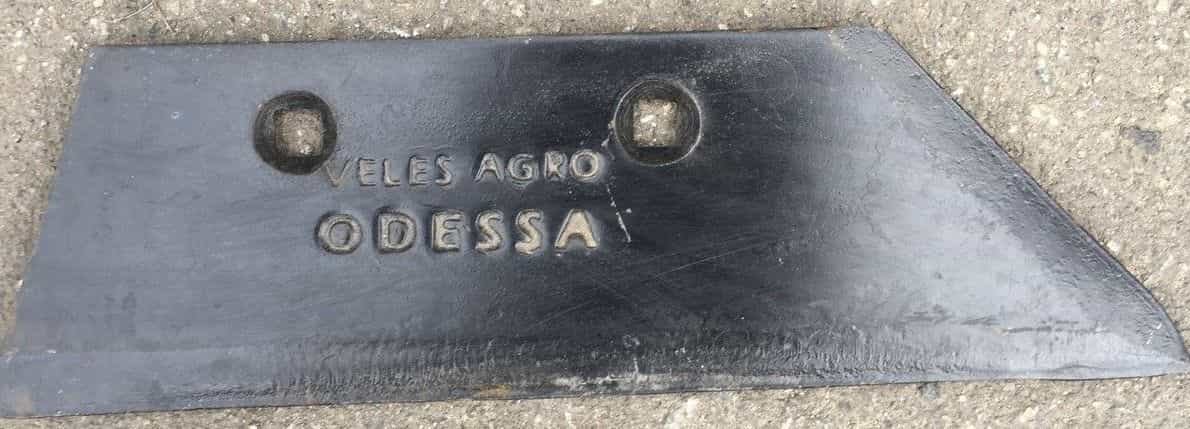 VELES AGRO
ODESSA